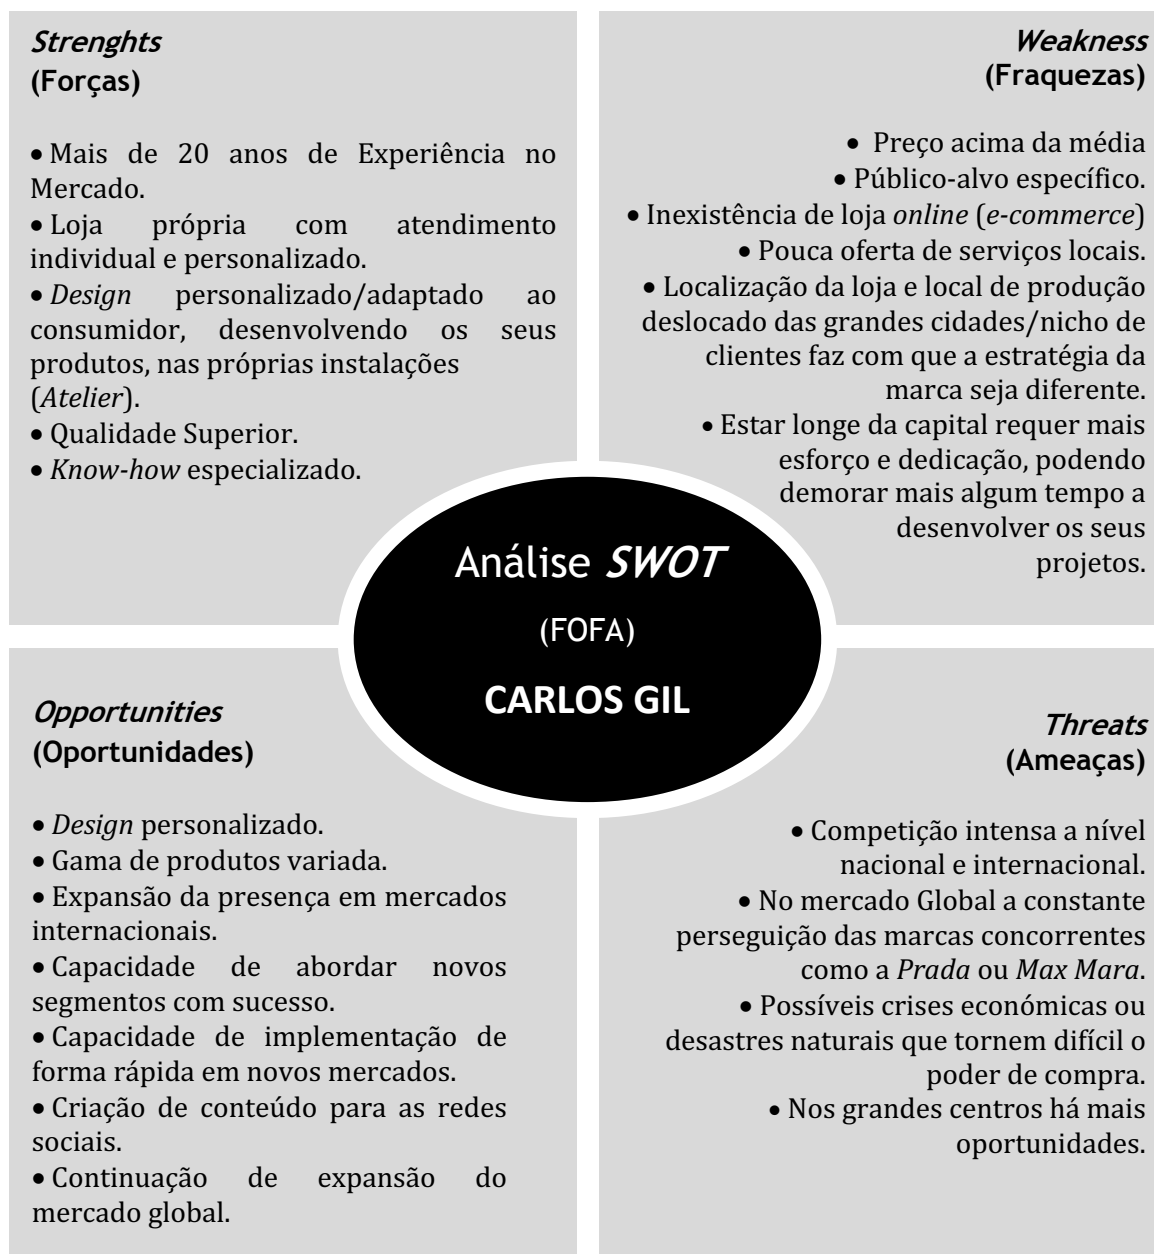 Strenghts
(Forças)
• Mais de 20 anos de Experiência no
Mercado.
• Loja própria com atendimento
individual e personalizado.
• Design personalizado/adaptado ao
consumidor, desenvolvendo os seus
produtos, nas próprias instalações
(Atelier).
• Qualidade Superior.
• Know-how especializado.
Weakness
(Fraquezas)
• Preço acima da média
• Público-alvo específico.
• Inexistência de loja online (e-commerce)
• Pouca oferta de serviços locais.
• Localização da loja e local de produção
deslocado das grandes cidades/nicho de
clientes faz com que a estratégia da
marca seja diferente.
• Estar longe da capital requer mais
esforço e dedicação, podendo
demorar mais algum tempo a
desenvolver os seus
projetos.
Análise SWOT
(FOFA)
CARLOS GIL
Opportunities
(Oportunidades)
• Design personalizado.
• Gama de produtos variada.
• Expansão da presença em mercados
internacionais.
• Capacidade de abordar novos
segmentos com sucesso.
• Capacidade de implementação de
forma rápida em novos mercados.
• Criação de conteúdo para as redes
sociais.
• Continuação de expansão do
mercado global.
Threats
(Ameaças)
• Competição intensa a nível
nacional e internacional.
• No mercado Global a constante
perseguição das marcas concorrentes
como a Prada ou Max Mara.
• Possíveis crises económicas ou
desastres naturais que tornem difícil o
poder de compra.
• Nos grandes centros há mais
oportunidades.